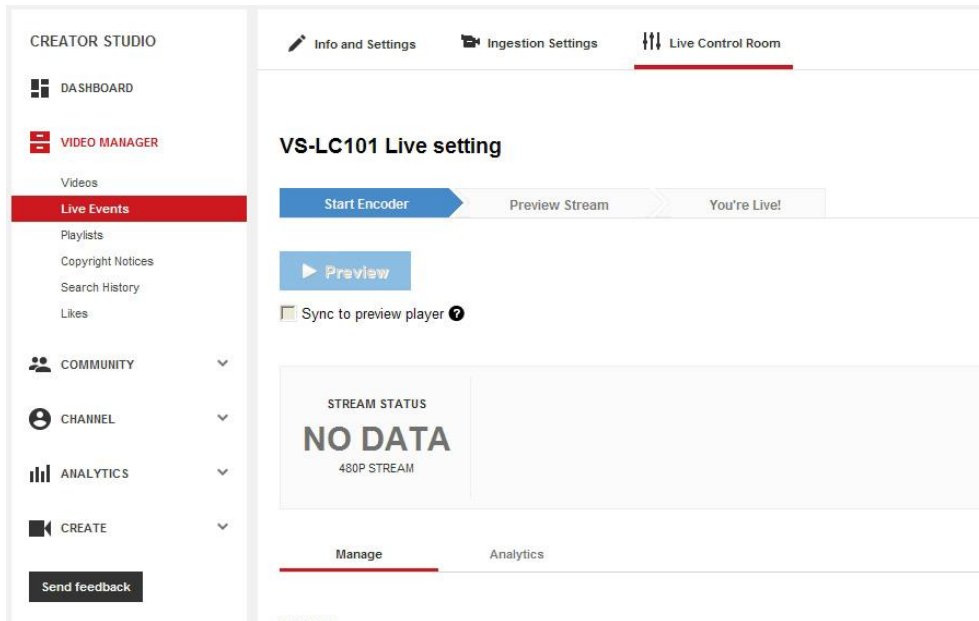 CREATOR STUDIO
DASHBOARD
VIDEO MANAGER
Videos
Live Events
Playlists
Copyright Notices
Search History
Likes
COMMUNITY
CHANNEL
ANALYTICS
CREATE
Send feedback
Info and Settings
Ingestion Settings
Live Control Room
VS-LC101 Live setting
Start Encoder
Preview Stream
You're Live!
Preview
Sync to preview player ?
STREAM STATUS
NO DATA
480P STREAM
Manage
Analytics